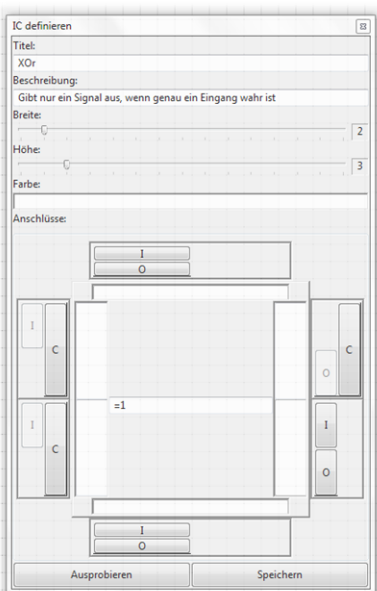 IC definieren
Titel:
XOr
Beschreibung:
Gibt nur ein Signal aus, wenn genau ein Eingang wahr ist
Breite:
2
Höhe:
3
Farbe:
Anschlüsse:
I
O
I
C
C
O
=1
I
C
I
O
I
O
Ausprobieren
Speichern